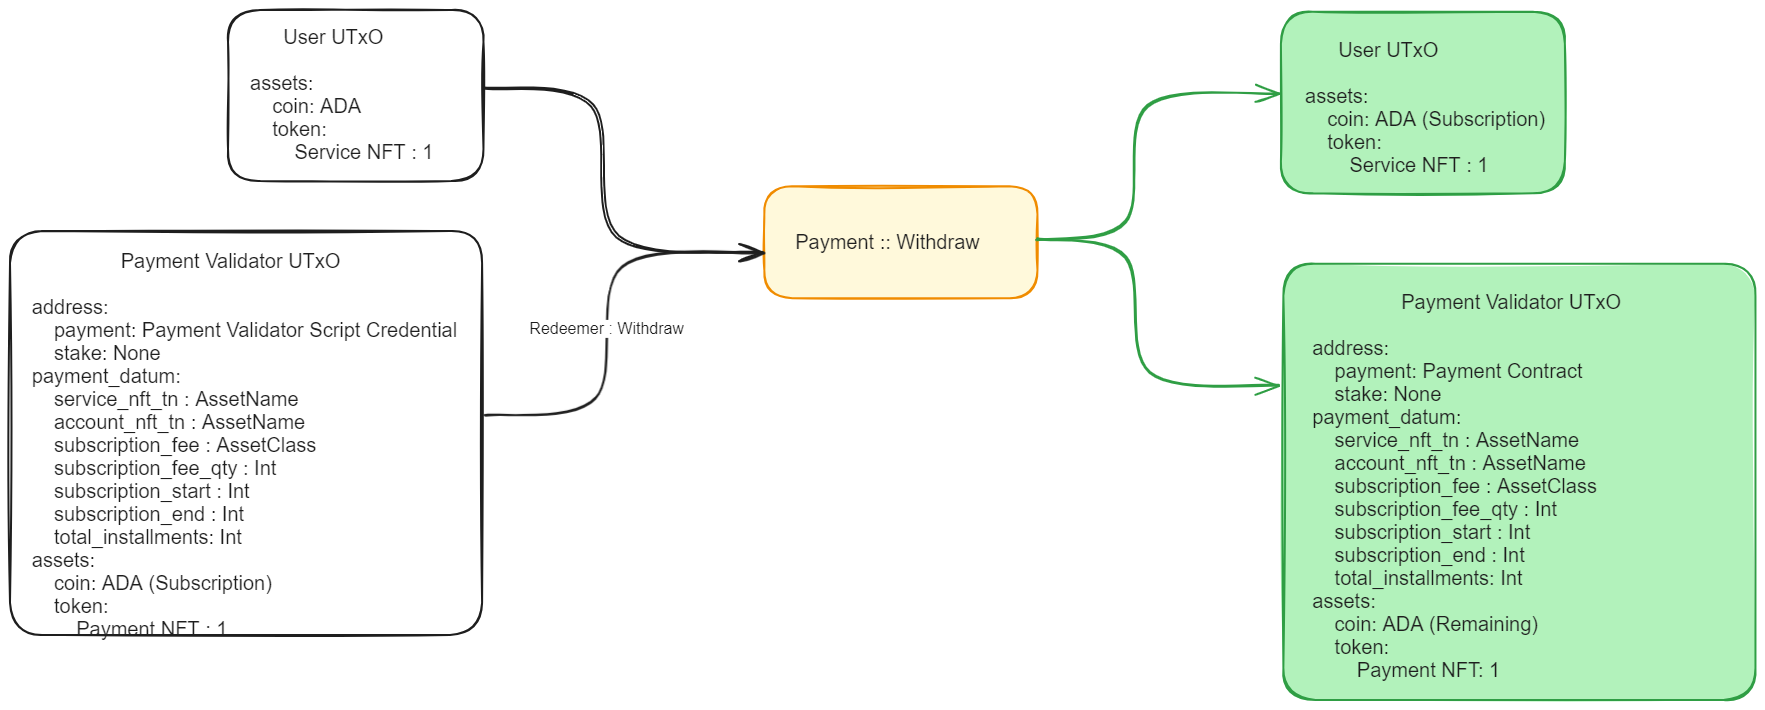 User UTxO
assets:
coin: ADA
token:
Service NFT : 1
Payment Validator UTxO
address:
payment: Payment Validator Script Credential
stake: None
payment_datum:
service_nft_tn : AssetName
account_nft_tn : AssetName
subscription_fee : AssetClass
subscription_fee_qty : Int
subscription_start : Int
subscription_end : Int
total_installments: Int
assets:
coin: ADA (Subscription)
token:
Payment NFT : 1
Redeemer : Withdraw
Payment :: Withdraw
User UTxO
assets:
coin: ADA (Subscription)
token:
Service NFT : 1
Payment Validator UTxO
address:
payment: Payment Contract
stake: None
payment_datum:
service_nft_tn : AssetName
account_nft_tn : AssetName
subscription_fee : AssetClass
subscription_fee_qty : Int
subscription_start : Int
subscription_end : Int
total_installments: Int
assets:
coin: ADA (Remaining)
token:
Payment NFT: 1